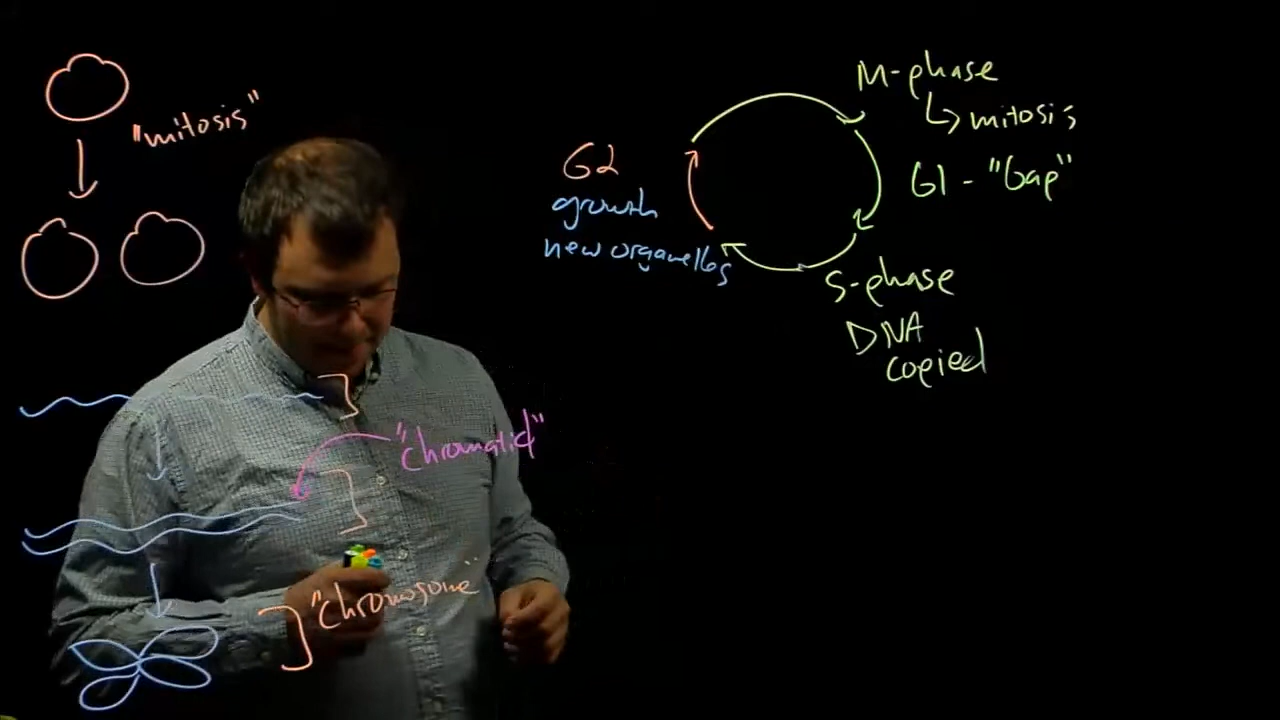 "mitosis"
"chromatid"
"chromosome"
M-phase
↳ mitosis
G1 - "Gap"
S-phase
DNA
copied
G2
growth
new organelles